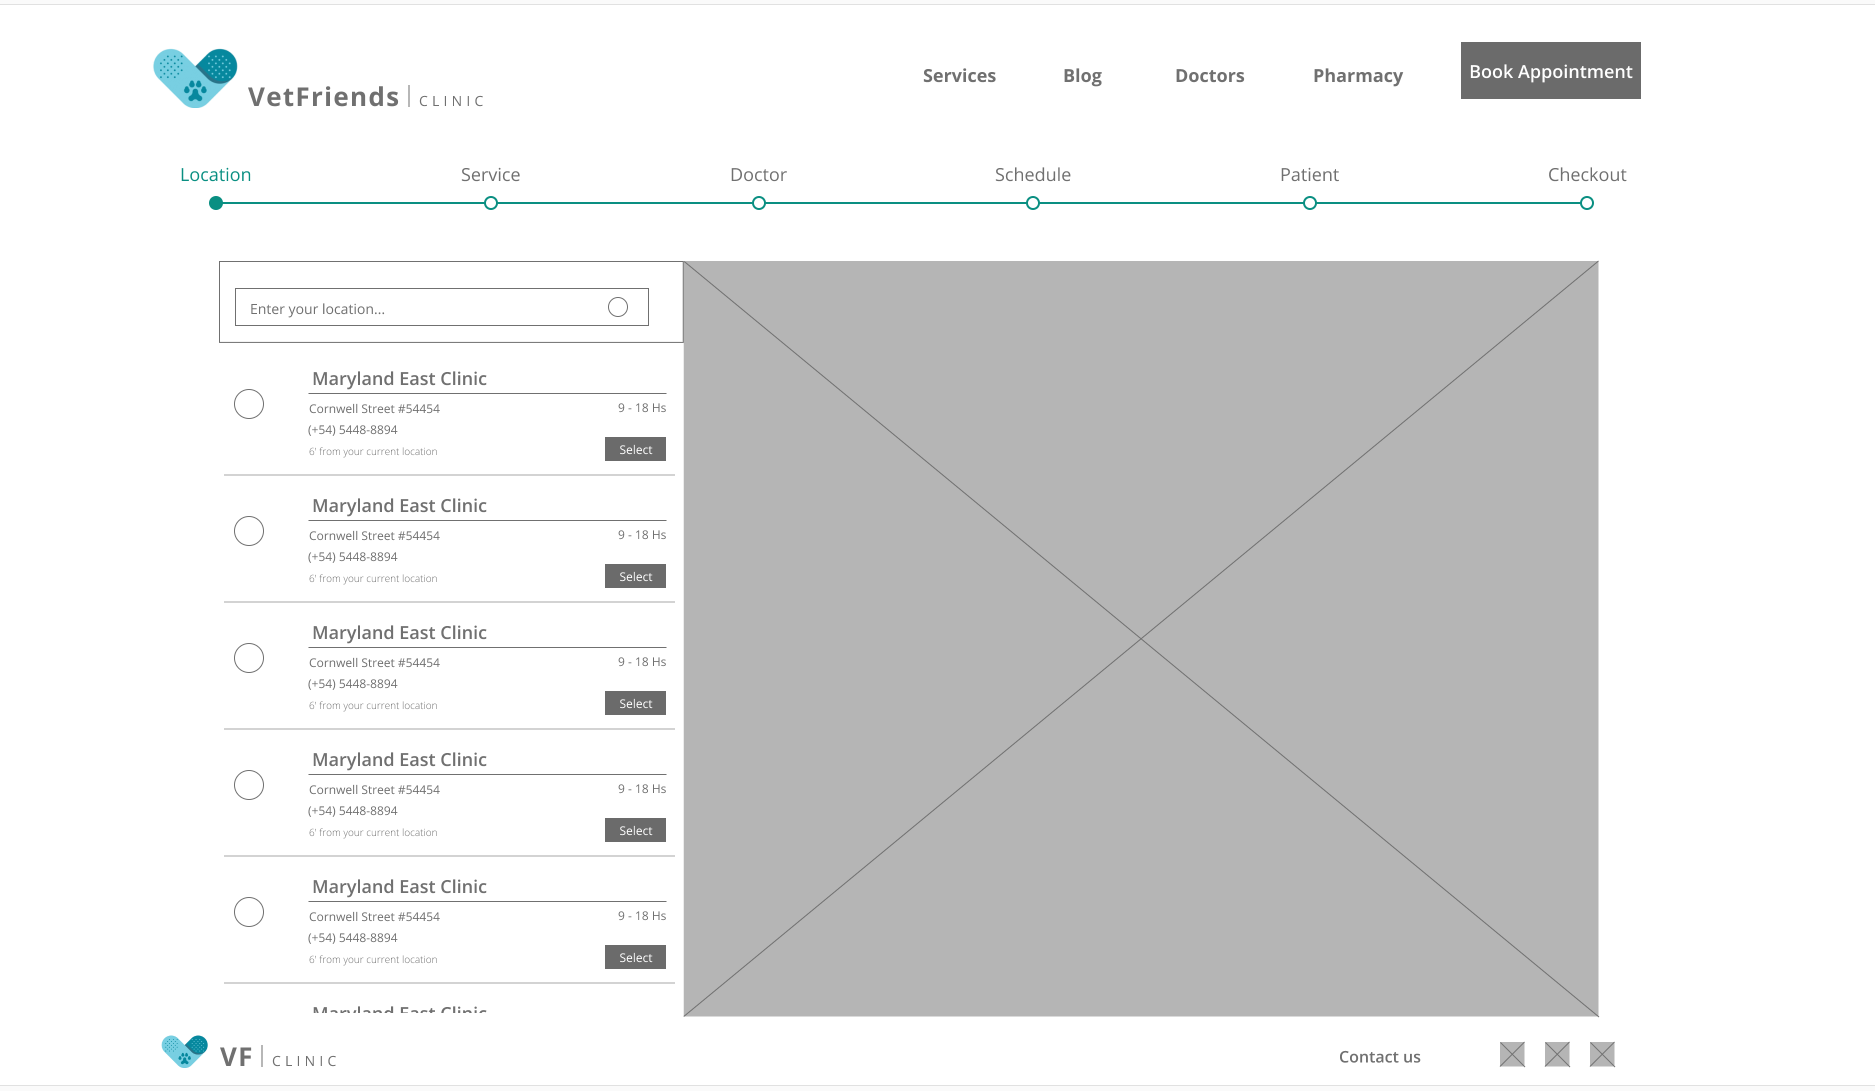 VetFriends | CLINIC
Services Blog Doctors Pharmacy Book Appointment
Location Service Doctor Schedule Patient Checkout
Enter your location...
Maryland East Clinic
Cornwell Street #54454 9 - 18 Hs
(+54) 5448-8894
6' from your current location Select
Maryland East Clinic
Cornwell Street #54454 9 - 18 Hs
(+54) 5448-8894
6' from your current location Select
Maryland East Clinic
Cornwell Street #54454 9 - 18 Hs
(+54) 5448-8894
6' from your current location Select
Maryland East Clinic
Cornwell Street #54454 9 - 18 Hs
(+54) 5448-8894
6' from your current location Select
Maryland East Clinic
Cornwell Street #54454 9 - 18 Hs
(+54) 5448-8894
6' from your current location Select
Maryland East Clinic
VF | CLINIC
Contact us